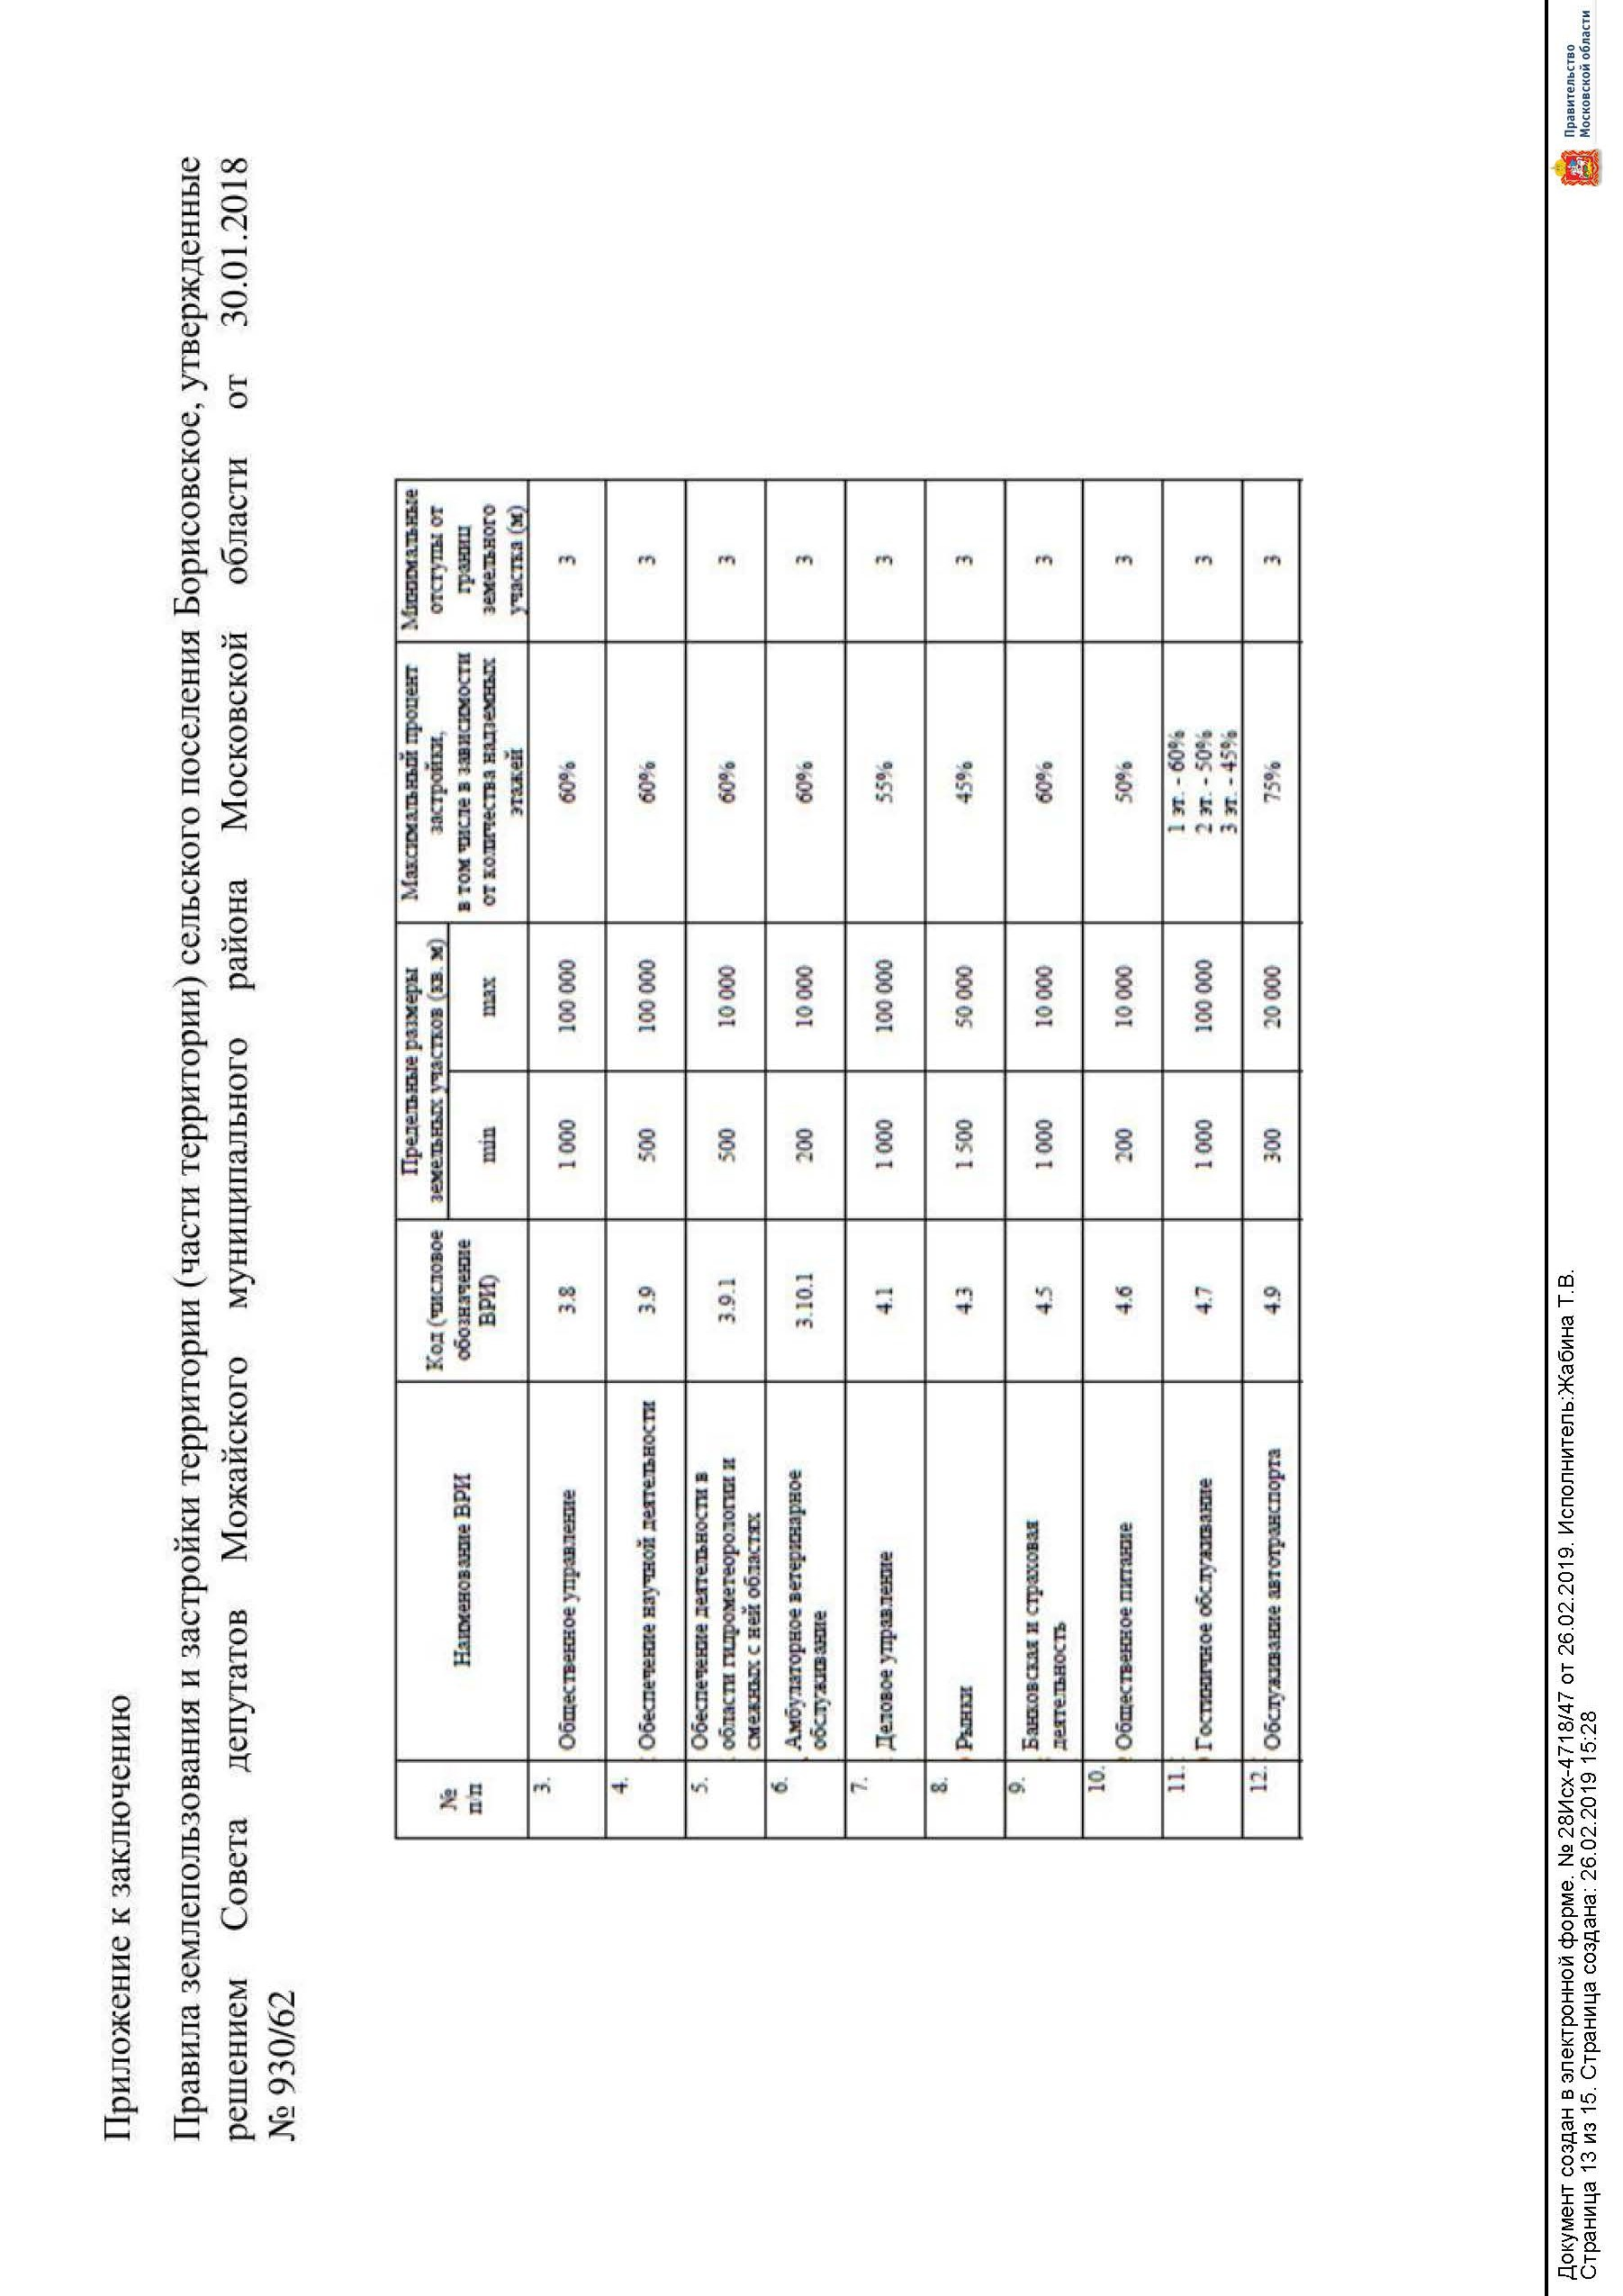 Приложение к заключению
Правила землепользования и застройки территории (части территории) сельского поселения Борисовское, утвержденные
решением Совета депутатов Можайского муниципального района Московской области от 30.01.2018
№ 930/62
№ п/п Наименование ВРИ Код (числовое обозначение ВРИ) Предельные размеры земельных участков (кв. м) Максимальный процент застройки, в том числе в зависимости от количества надземных этажей Минимальные отступы от границ земельного участка (м)
min max
3. Общественное управление 3.8 1 000 100 000 60% 3
4. Обеспечение научной деятельности 3.9 500 100 000 60% 3
5. Обеспечение деятельности в области гидрометеорологии и смежных с ней областях 3.9.1 500 10 000 60% 3
6. Амбулаторное ветеринарное обслуживание 3.10.1 200 10 000 60% 3
7. Деловое управление 4.1 1 000 100 000 55% 3
8. Рынки 4.3 1 500 50 000 45% 3
9. Банковская и страховая деятельность 4.5 1 000 10 000 60% 3
10. Общественное питание 4.6 200 10 000 50% 3
11. Гостиничное обслуживание 4.7 1 000 100 000 1 эт. - 60% 2 эт. - 50% 3 эт. - 45% 3
12. Обслуживание автотранспорта 4.9 300 20 000 75% 3
Документ создан в электронной форме. № 28Исх-4718/47 от 26.02.2019. Исполнитель:Жабина Т.В.
Страница 13 из 15. Страница создана: 26.02.2019 15:28
Правительство
Московской области